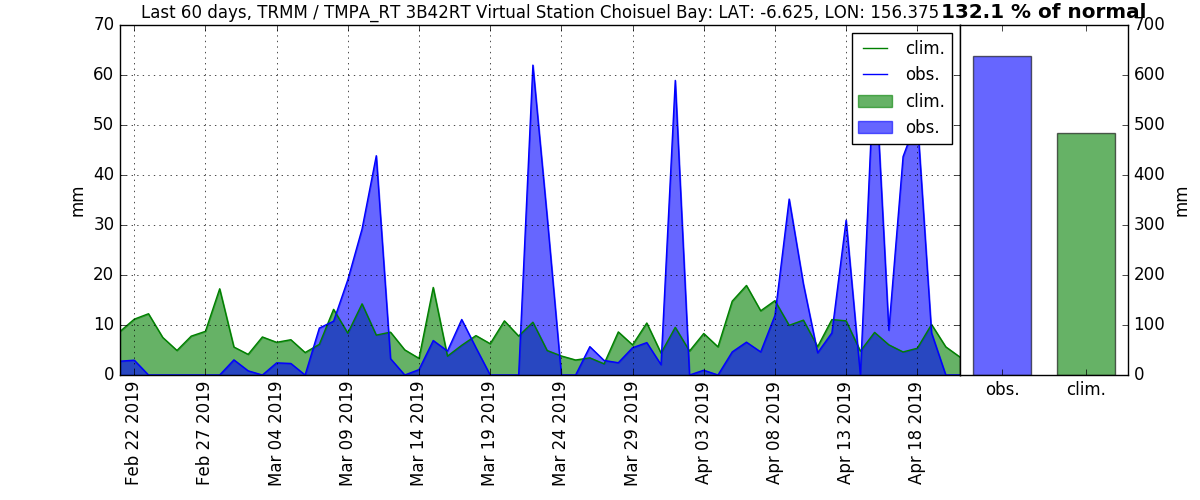 Last 60 days, TRMM / TMPA_RT 3B42RT Virtual Station Choisuel Bay: LAT: -6.625, LON: 156.375 132.1 % of normal
70
60
50
40
30
20
10
0
mm
clim.
obs.
clim.
obs.
700
600
500
400
300
200
100
0
mm
obs.
clim.
Feb 22 2019
Feb 27 2019
Mar 04 2019
Mar 09 2019
Mar 14 2019
Mar 19 2019
Mar 24 2019
Mar 29 2019
Apr 03 2019
Apr 08 2019
Apr 13 2019
Apr 18 2019